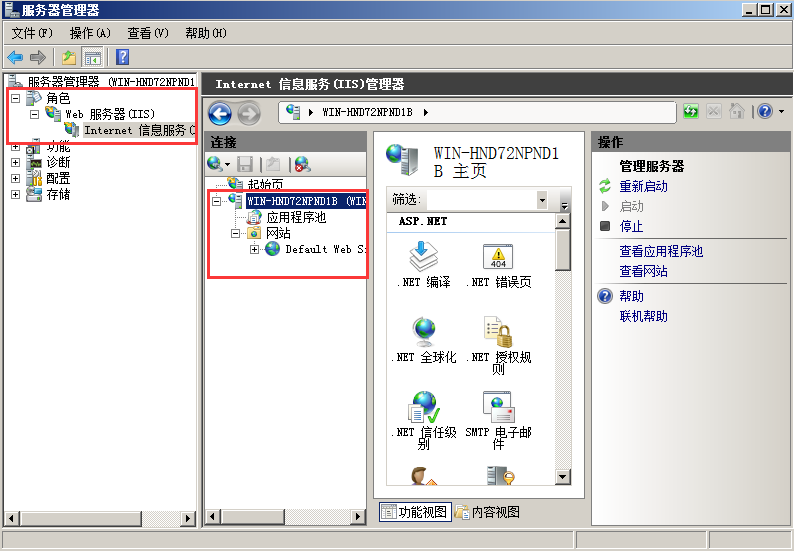 服务器管理器
文件(F) 操作(A) 查看(V) 帮助(H)
服务器管理器 (WIN-HND72NPND1
角色
Web 服务器(IIS)
Internet 信息服务(
功能
诊断
配置
存储
Internet 信息服务(IIS)管理器
WIN-HND72NPND1B
连接
起始页
WIN-HND72NPND1B (WIN
应用程序池
网站
Default Web Si
WIN-HND72NPND1
B 主页
筛选:
ASP.NET
.NET 编译
.NET 错误页
404
.NET 全球化
.NET 授权规
则
.NET 信任级
别
SMTP 电子邮
件
功能视图
内容视图
操作
管理服务器
重新启动
启动
停止
查看应用程序池
查看网站
帮助
联机帮助